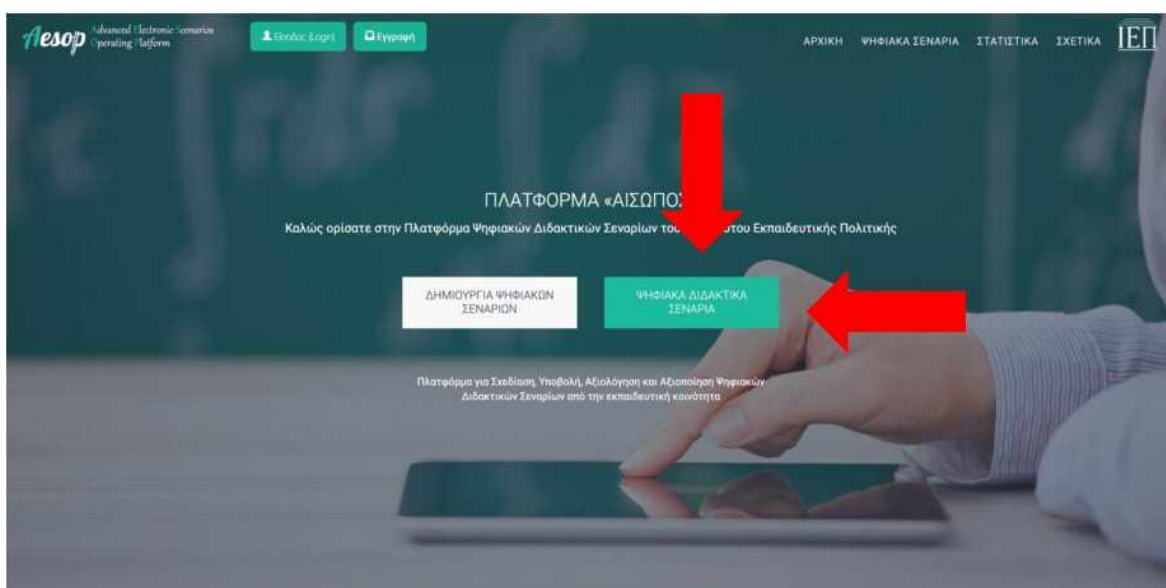 Aesop Advanced Electronic Scenarios
Operating Platform
Είσοδος (Login)
Εγγραφή
ΑΡΧΙΚΗ ΨΗΦΙΑΚΑ ΣΕΝΑΡΙΑ ΣΤΑΤΙΣΤΙΚΑ ΣΧΕΤΙΚΑ ΙΕΠ
ΠΛΑΤΦΟΡΜΑ «ΑΙΣΩΠΟΣ
Καλώς ορίσατε στην Πλατφόρμα Ψηφιακών Διδακτικών Σεναρίων Εκπαιδευτικής Πολιτικής
ΔΗΜΙΟΥΡΓΙΑ ΨΗΦΙΑΚΩΝ
ΣΕΝΑΡΙΩΝ
ΨΗΦΙΑΚΑ ΔΙΔΑΚΤΙΚΑ
ΣΕΝΑΡΙΑ
Πλατφόρμα για Σχεδίαση, Υποβολή, Αξιολόγηση και Αξιοποίηση Ψηφιακών
Διδακτικών Σεναρίων από την εκπαιδευτική κοινότητα